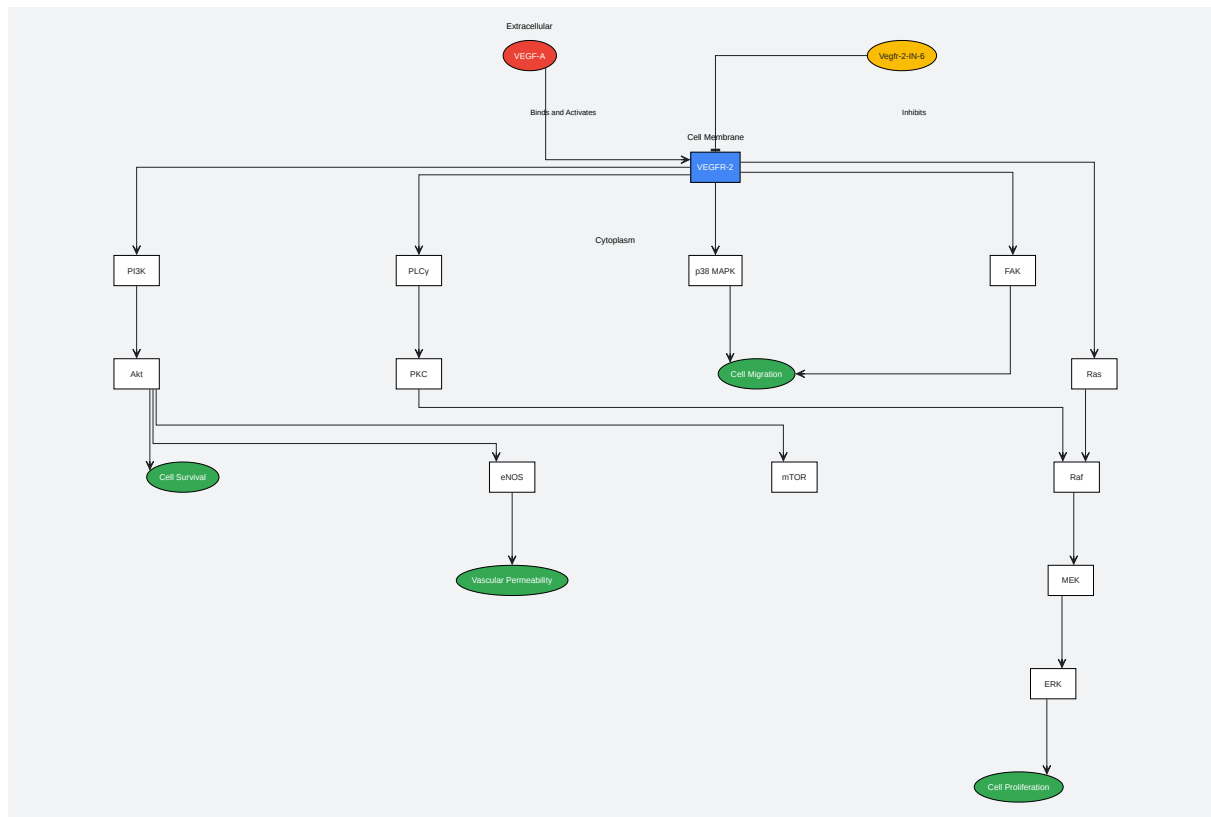 Extracellular
VEGF-A
Vegfr-2-IN-6
Binds and Activates
Inhibits
Cell Membrane
VEGFR-2
Cytoplasm
PI3K
PLCγ
p38 MAPK
FAK
Akt
PKC
Cell Migration
Ras
Cell Survival
eNOS
mTOR
Raf
Vascular Permeability
MEK
ERK
Cell Proliferation